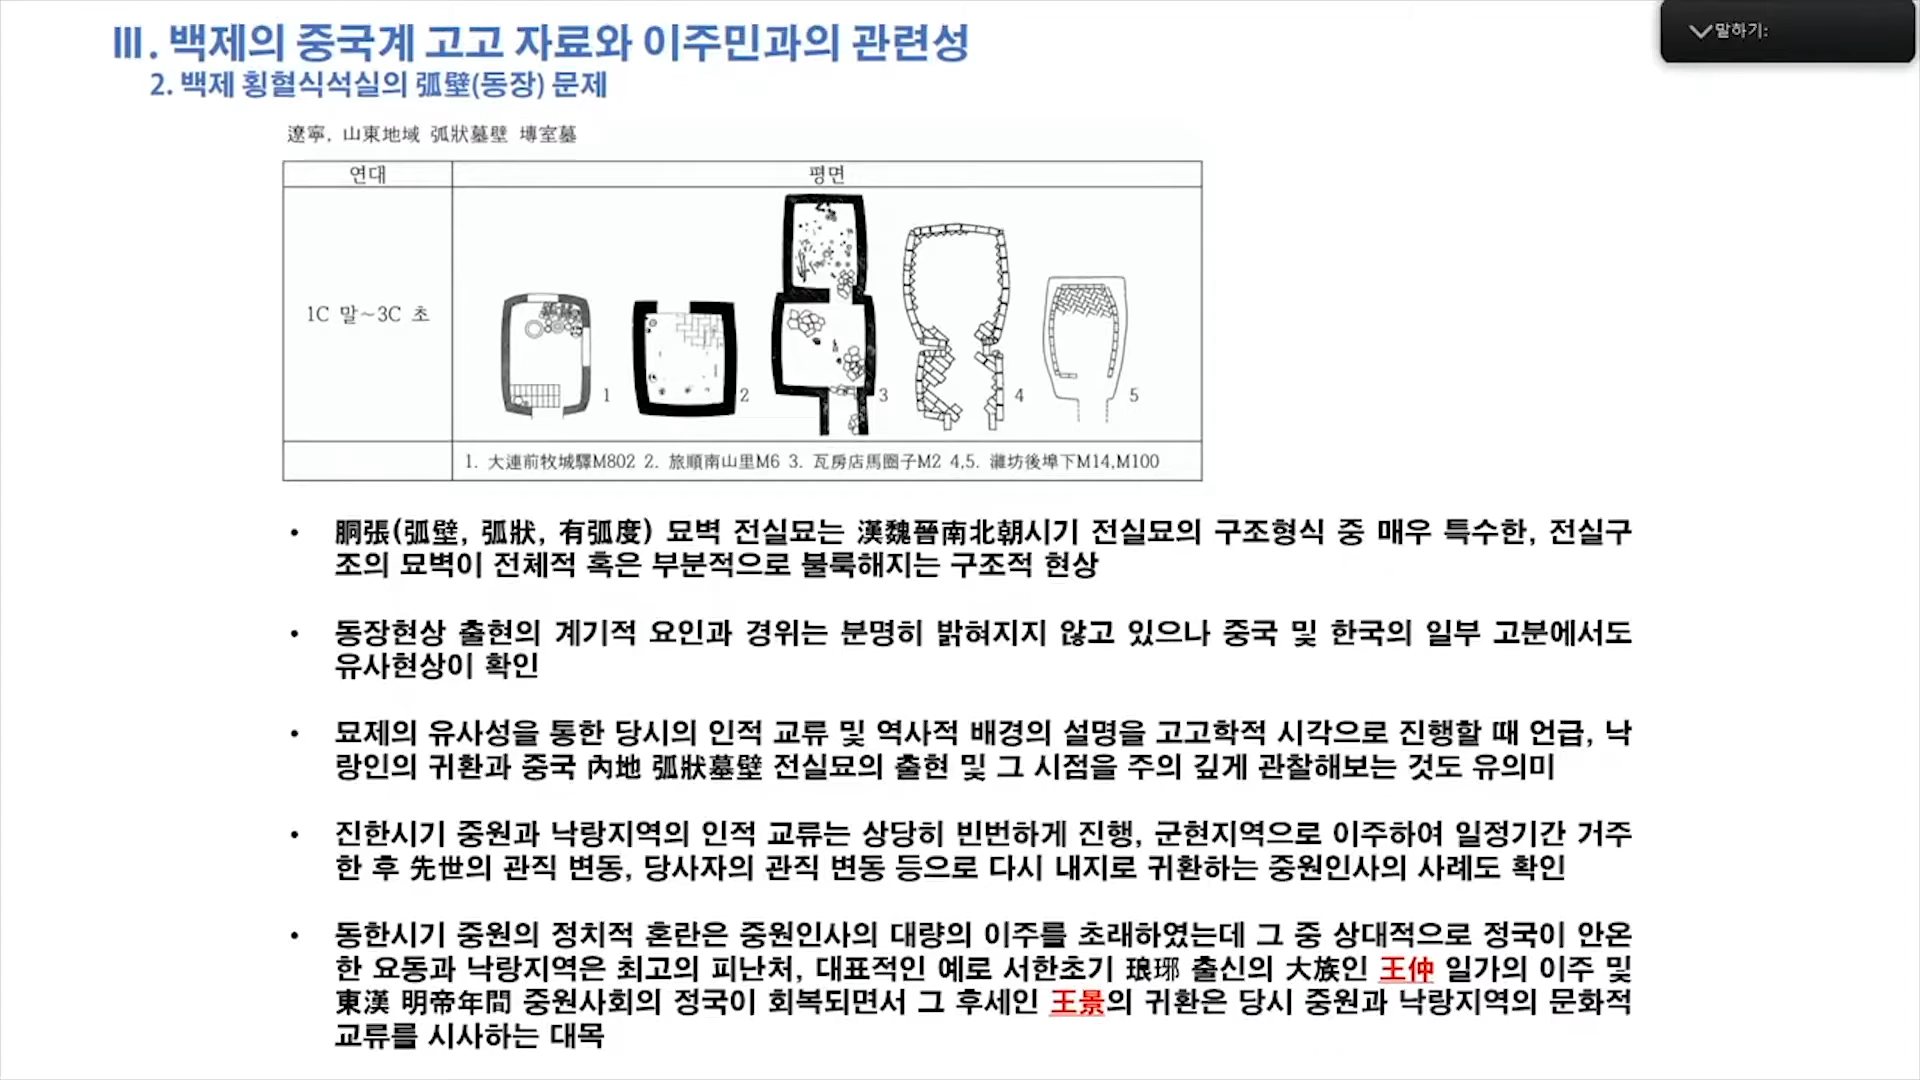 말하기:
Ⅲ. 백제의 중국계 고고 자료와 이주민과의 관련성
2. 백제 횡혈식석실의 弧壁(동장) 문제
遼寧, 山東地域 弧狀墓壁 塼室墓
연대 평면
1C 말~3C 초
1 2 3 4 5
1. 大連前牧城驛M802 2. 旅順南山里M6 3. 瓦房店馬圈子M2 4,5. 濰坊後埠下M14,M100
• 胴張(弧壁, 弧狀, 有弧度) 묘벽 전실묘는 漢魏晉南北朝시기 전실묘의 구조형식 중 매우 특수한, 전실구
조의 묘벽이 전체적 혹은 부분적으로 불룩해지는 구조적 현상
• 동장현상 출현의 계기적 요인과 경위는 분명히 밝혀지지 않고 있으나 중국 및 한국의 일부 고분에서도
유사현상이 확인
• 묘제의 유사성을 통한 당시의 인적 교류 및 역사적 배경의 설명을 고고학적 시각으로 진행할 때 언급, 낙
랑인의 귀환과 중국 內地 弧狀墓壁 전실묘의 출현 및 그 시점을 주의 깊게 관찰해보는 것도 유의미
• 진한시기 중원과 낙랑지역의 인적 교류는 상당히 빈번하게 진행, 군현지역으로 이주하여 일정기간 거주
한 후 先世의 관직 변동, 당사자의 관직 변동 등으로 다시 내지로 귀환하는 중원인사의 사례도 확인
• 동한시기 중원의 정치적 혼란은 중원인사의 대량의 이주를 초래하였는데 그 중 상대적으로 정국이 안온
한 요동과 낙랑지역은 최고의 피난처, 대표적인 예로 서한초기 琅琊 출신의 大族인 王仲 일가의 이주 및
東漢 明帝年間 중원사회의 정국이 회복되면서 그 후세인 王景의 귀환은 당시 중원과 낙랑지역의 문화적
교류를 시사하는 대목